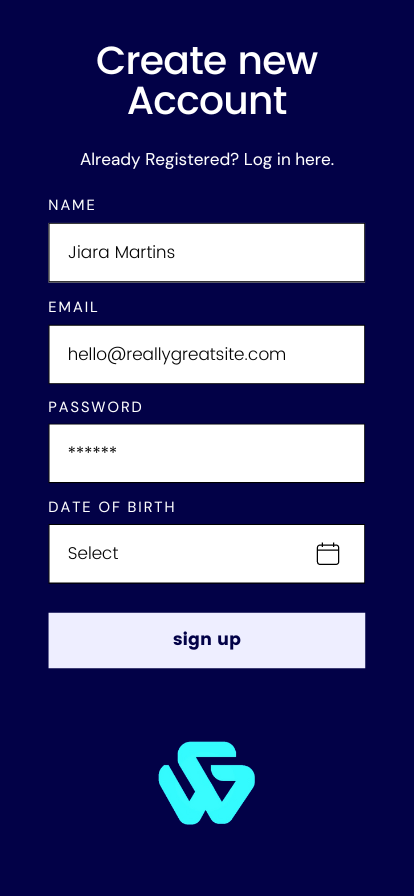 Create new
Account
Already Registered? Log in here.
NAME
Jiara Martins
EMAIL
hello@reallygreatsite.com
PASSWORD
******
DATE OF BIRTH
Select
sign up